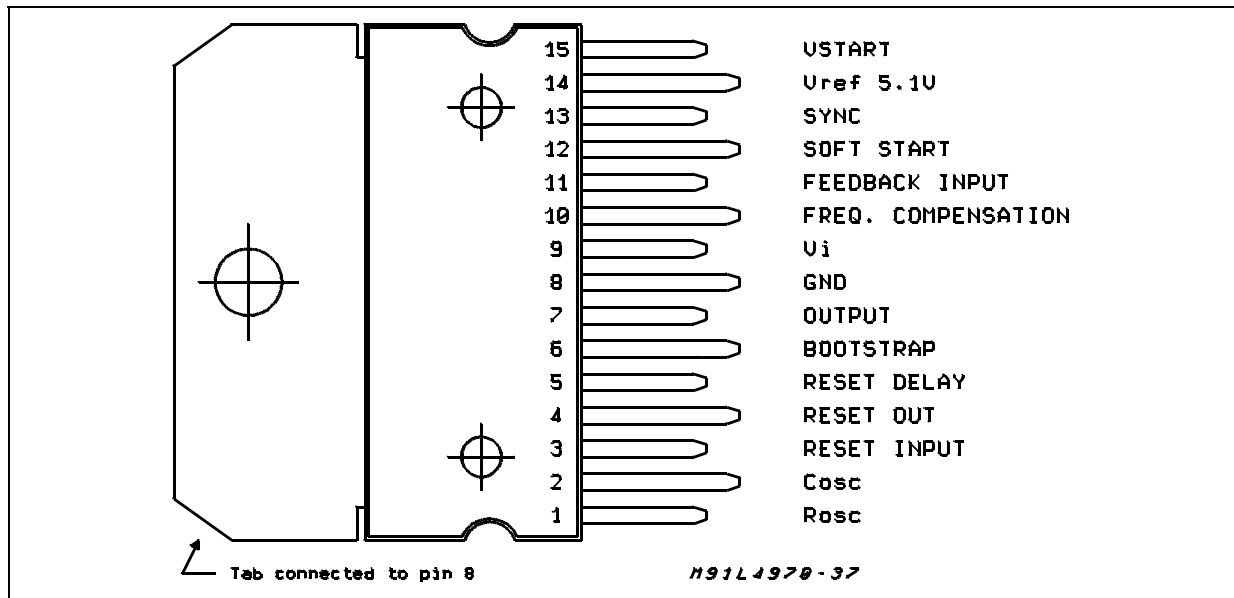 15 VSTART
14 Vref 5.1V
13 SYNC
12 SOFT START
11 FEEDBACK INPUT
10 FREQ. COMPENSATION
9 Vi
8 GND
7 OUTPUT
6 BOOTSTRAP
5 RESET DELAY
4 RESET OUT
3 RESET INPUT
2 Cosc
1 Rosc
Tab connected to pin 8
M91L4970-37